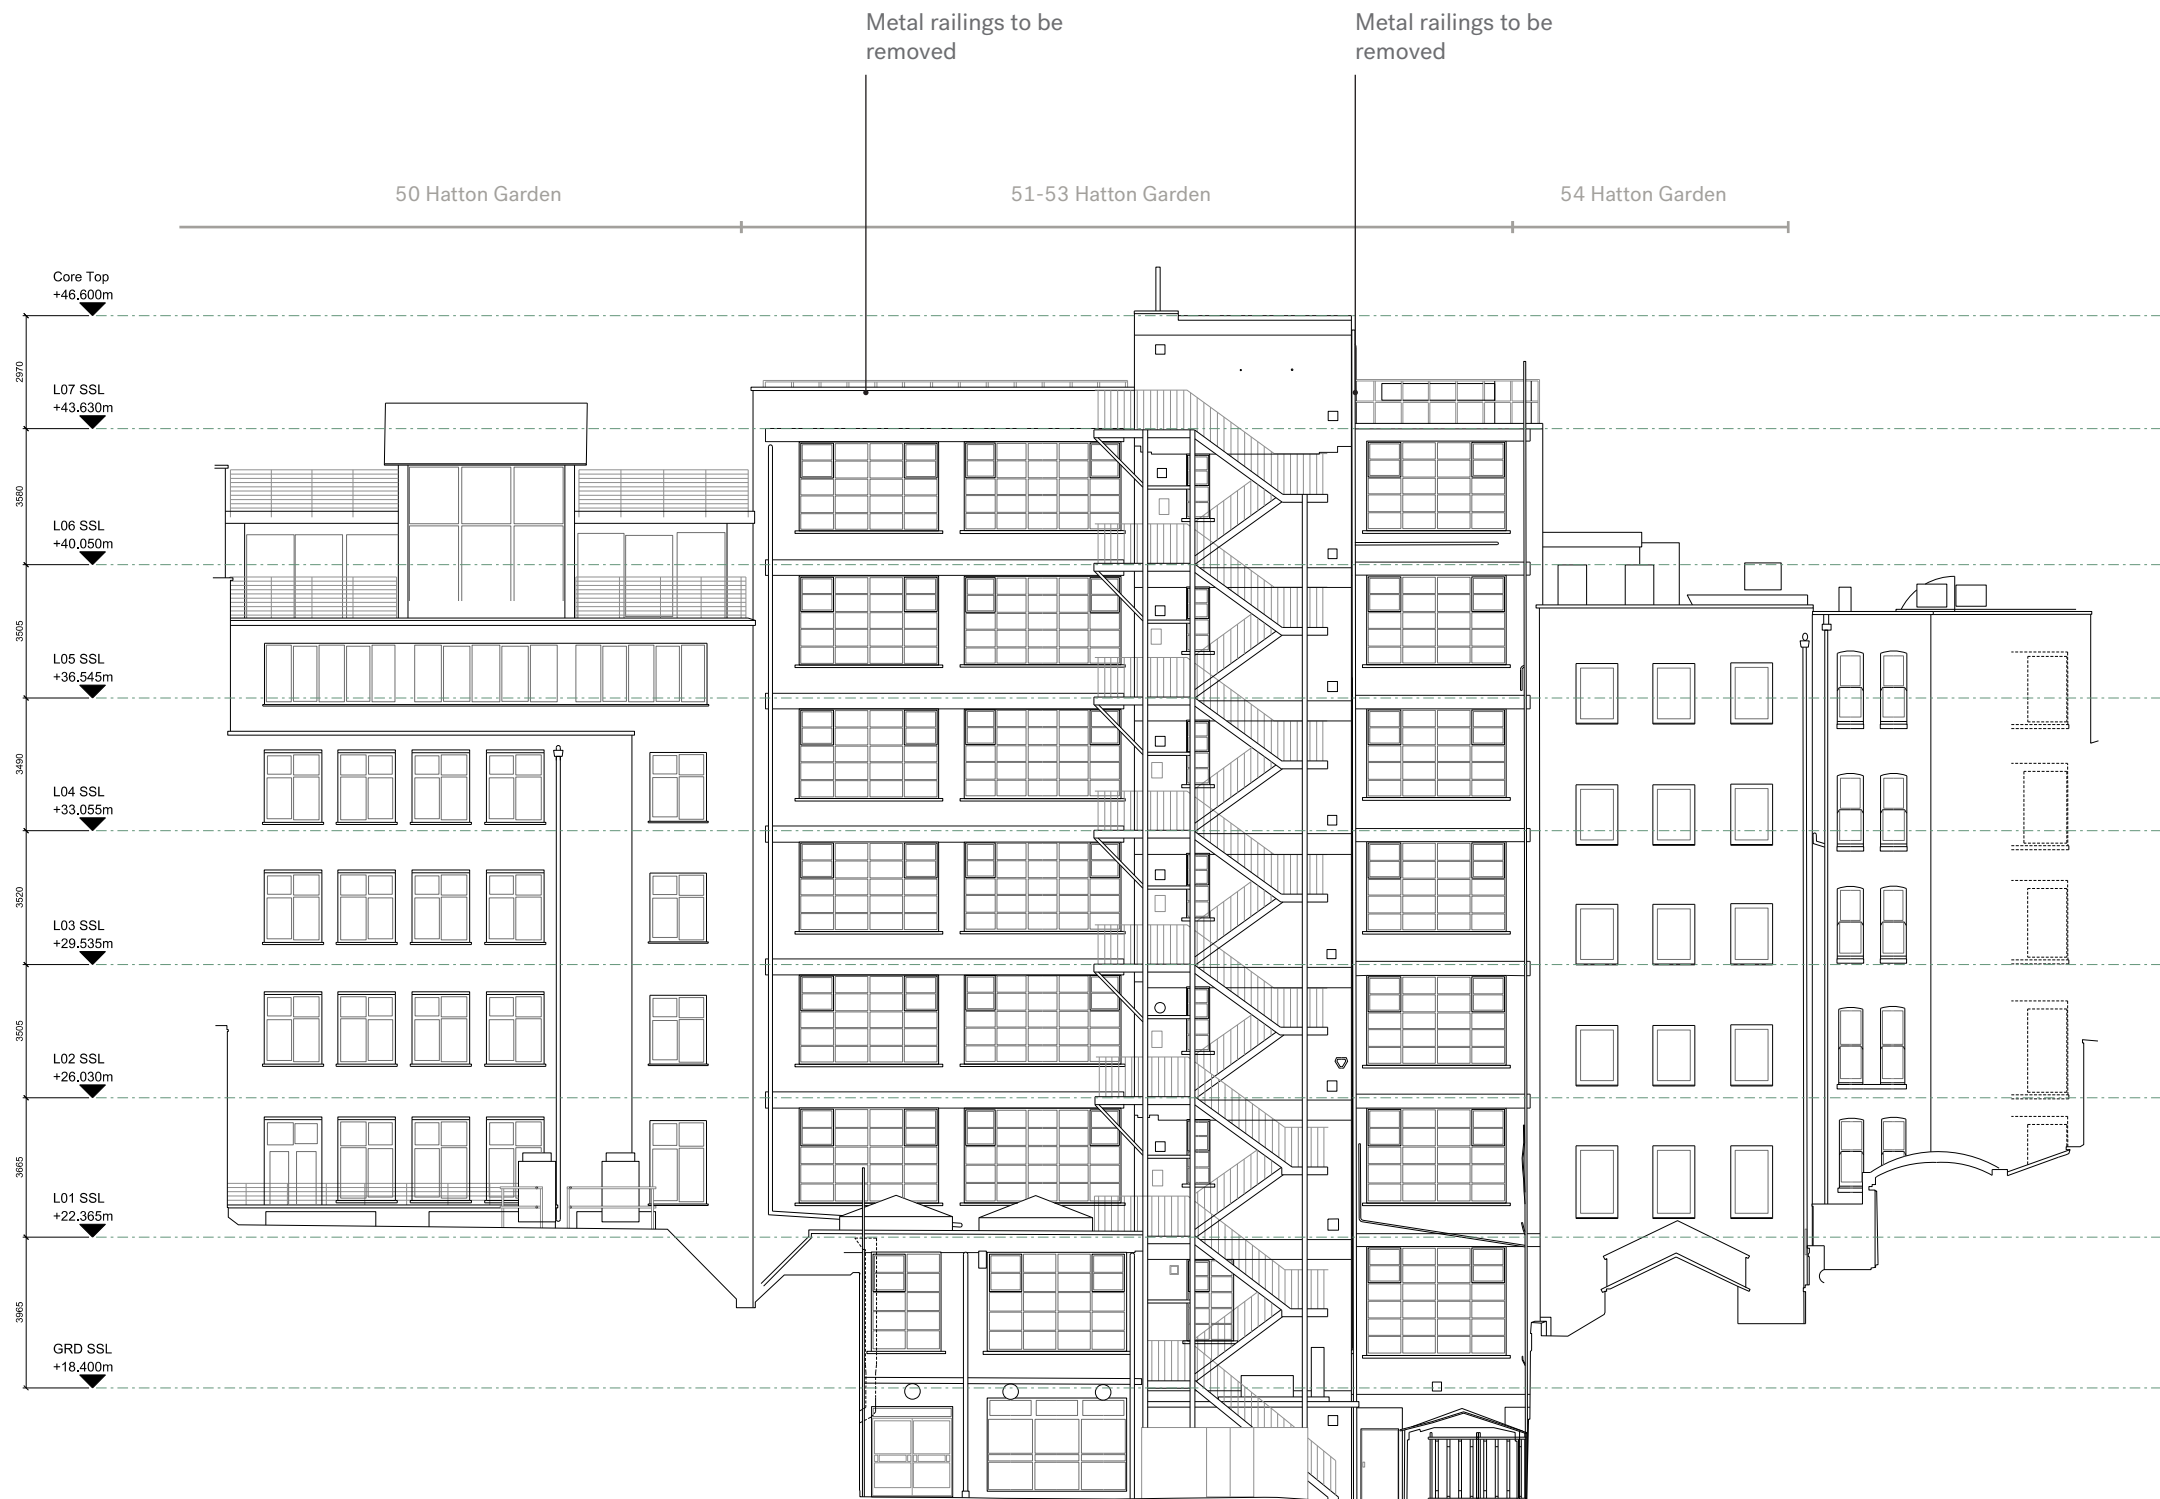 Metal railings to be
removed
Metal railings to be
removed
50 Hatton Garden
51-53 Hatton Garden
54 Hatton Garden
Core Top
+46.600m
2970
L07 SSL
+43.630m
3580
L06 SSL
+40.050m
3505
L05 SSL
+36.545m
3490
L04 SSL
+33.055m
3520
L03 SSL
+29.535m
3505
L02 SSL
+26.030m
3665
L01 SSL
+22.365m
3965
GRD SSL
+18.400m